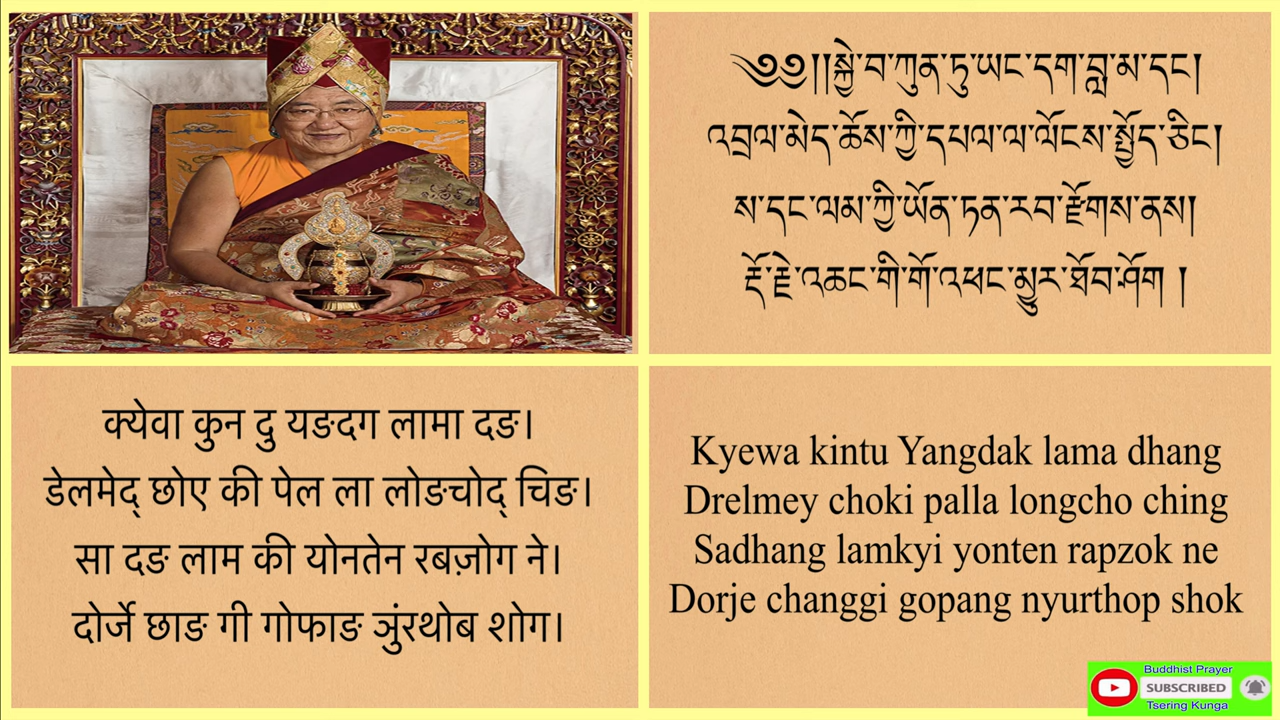 ༄༅།།སྐྱེ་བ་ཀུན་ཏུ་ཡང་དག་བླ་མ་དང།
འབྲལ་མེད་ཆོས་ཀྱི་དཔལ་ལ་ལོངས་སྤྱོད་ཅིང།
ས་དང་ལམ་ཀྱི་ཡོན་ཏན་རབ་རྫོགས་ནས།
རྡོ་རྗེ་འཆང་གི་གོ་འཕང་མྱུར་ཐོབ་ཤོག །
क्येवा कुन दु यङदग लामा दङ।
डेलमेद् छोए की पेल ला लोङचोद् चिङ।
सा दङ लाम की योनतेन रबज़ोग ने।
दोर्जे छाङ गी गोफाङ ञुंरथोब शोग।
Kyewa kintu Yangdak lama dhang
Drelmey choki palla longcho ching
Sadhang lamkyi yonten rapzok ne
Dorje changgi gopang nyurthop shok
Buddhist Prayer
SUBSCRIBED
Tsering Kunga